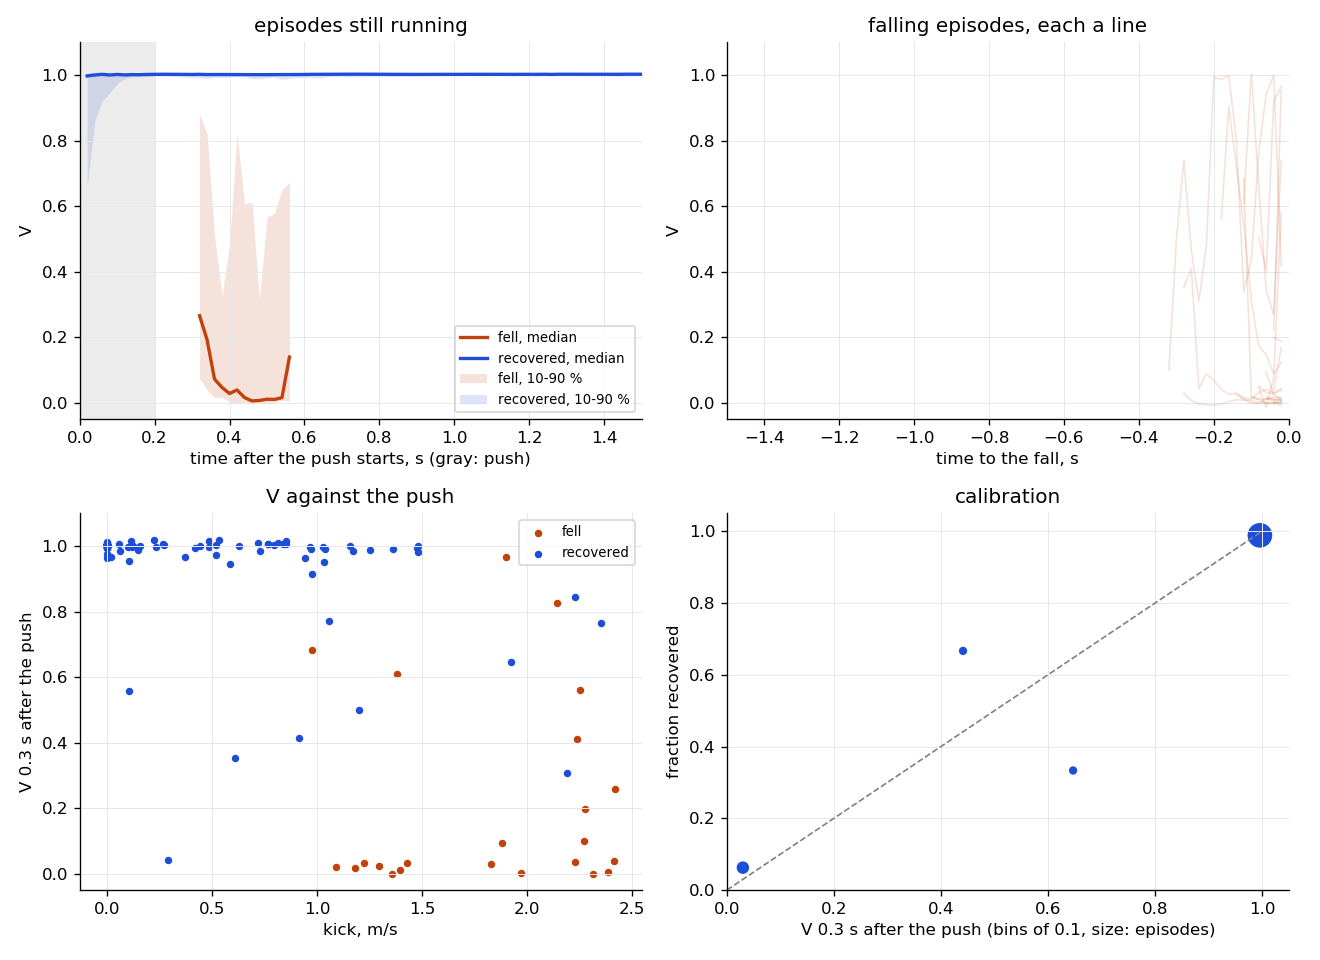 episodes still running
1.0
0.8
0.6
0.4
0.2
0.0
V
fell, median
recovered, median
fell, 10-90 %
recovered, 10-90 %
0.0 0.2 0.4 0.6 0.8 1.0 1.2 1.4
time after the push starts, s (gray: push)
falling episodes, each a line
1.0
0.8
0.6
0.4
0.2
0.0
V
−1.4 −1.2 −1.0 −0.8 −0.6 −0.4 −0.2 0.0
time to the fall, s
V against the push
fell
recovered
1.0
0.8
0.6
0.4
0.2
0.0
V 0.3 s after the push
0.0 0.5 1.0 1.5 2.0 2.5
kick, m/s
calibration
1.0
0.8
0.6
0.4
0.2
0.0
fraction recovered
0.0 0.2 0.4 0.6 0.8 1.0
V 0.3 s after the push (bins of 0.1, size: episodes)